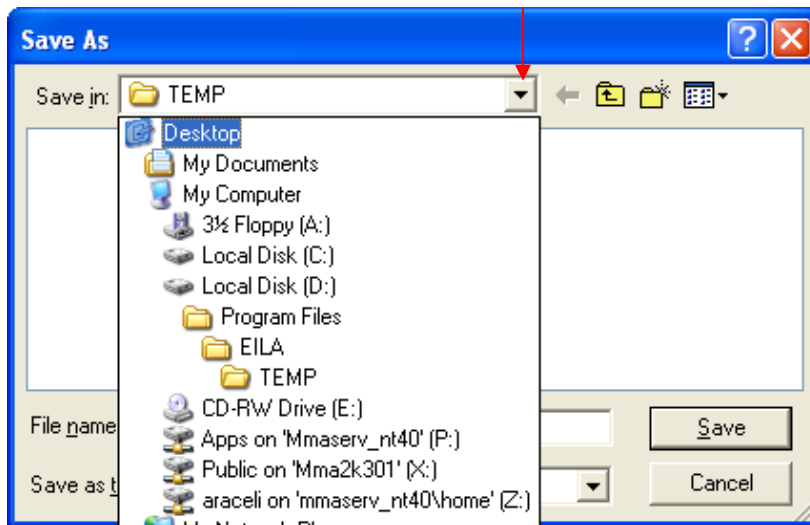 Save As
Save in: TEMP
Desktop
My Documents
My Computer
3½ Floppy (A:)
Local Disk (C:)
Local Disk (D:)
Program Files
EILA
TEMP
CD-RW Drive (E:)
Apps on 'Mmaserv_nt40' (P:)
Public on 'Mma2k301' (X:)
araceli on 'mmaserv_nt40\home' (Z:)
File name
Save
Save as t
Cancel